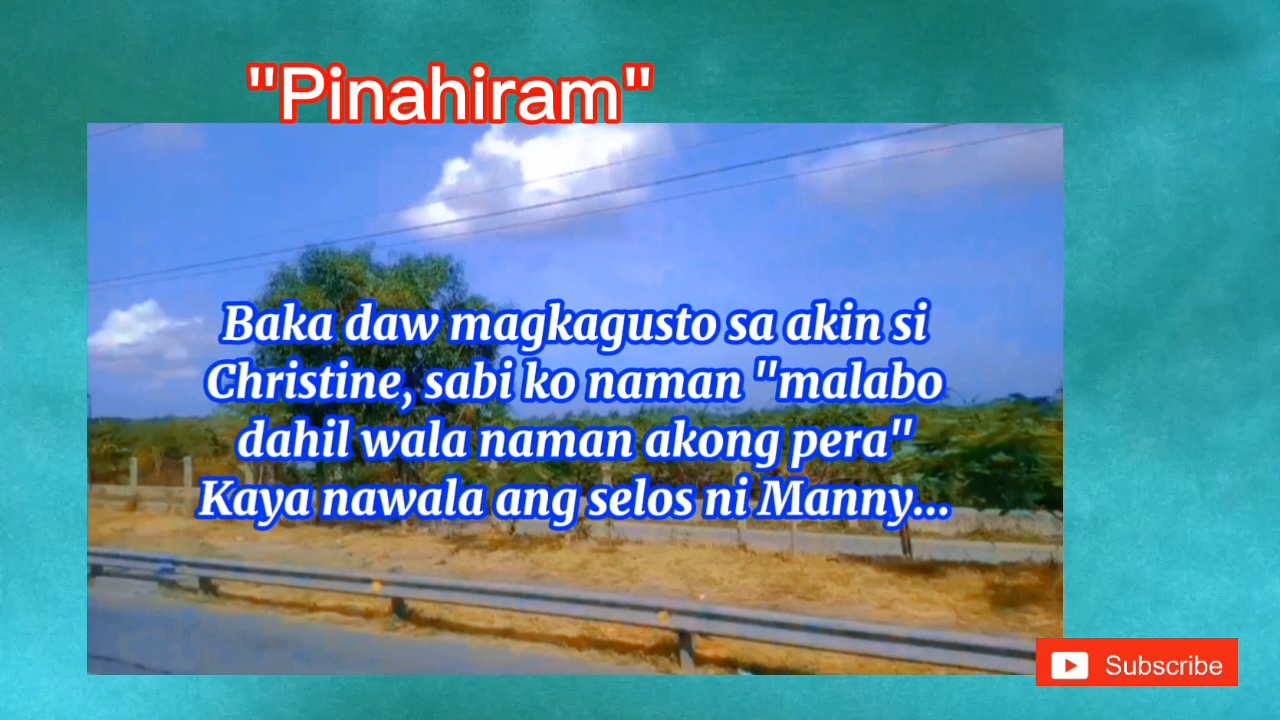 "Pinahiram"
Baka daw magkagusto sa akin si
Christine, sabi ko naman "malabo
dahil wala naman akong pera"
Kaya nawala ang selos ni Manny...
Subscribe